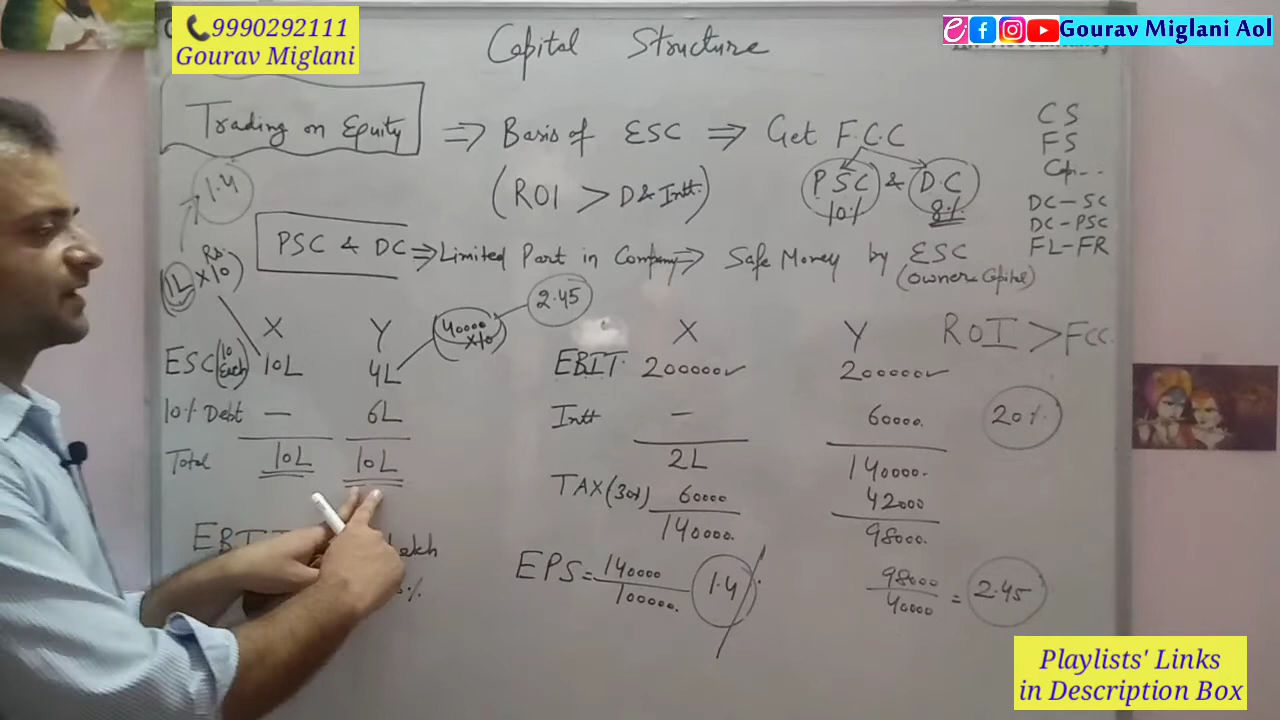 📞9990292111
Gourav Miglani
Gourav Miglani Aol
Capital Structure
Trading on Equity ⇒ Basis of ESC ⇒ Get F.C.C
(ROI > D & Intt.) PSC & D.C
10% 8%
CS
FS
Cap--
DC-SC
DC-PSC
FL-FR
1.4
PSC & DC ⇒ Limited Part in Company ⇒ Safe Money by ESC
(owners Capital)
1L Rs. X10
40000 X10 2.45
X Y
ESC (10 Each) 10L 4L
10% Debt — 6L
Total 10L 10L
EBIT
X Y ROI > FCC.
EBIT 200000 200000
Intt — 60000. 20%
2L 140000.
TAX (30%) 60000 42000
140000. 98000.
EPS = 140000 / 100000. 1.4
98000 / 40000 = 2.45
Playlists' Links
in Description Box